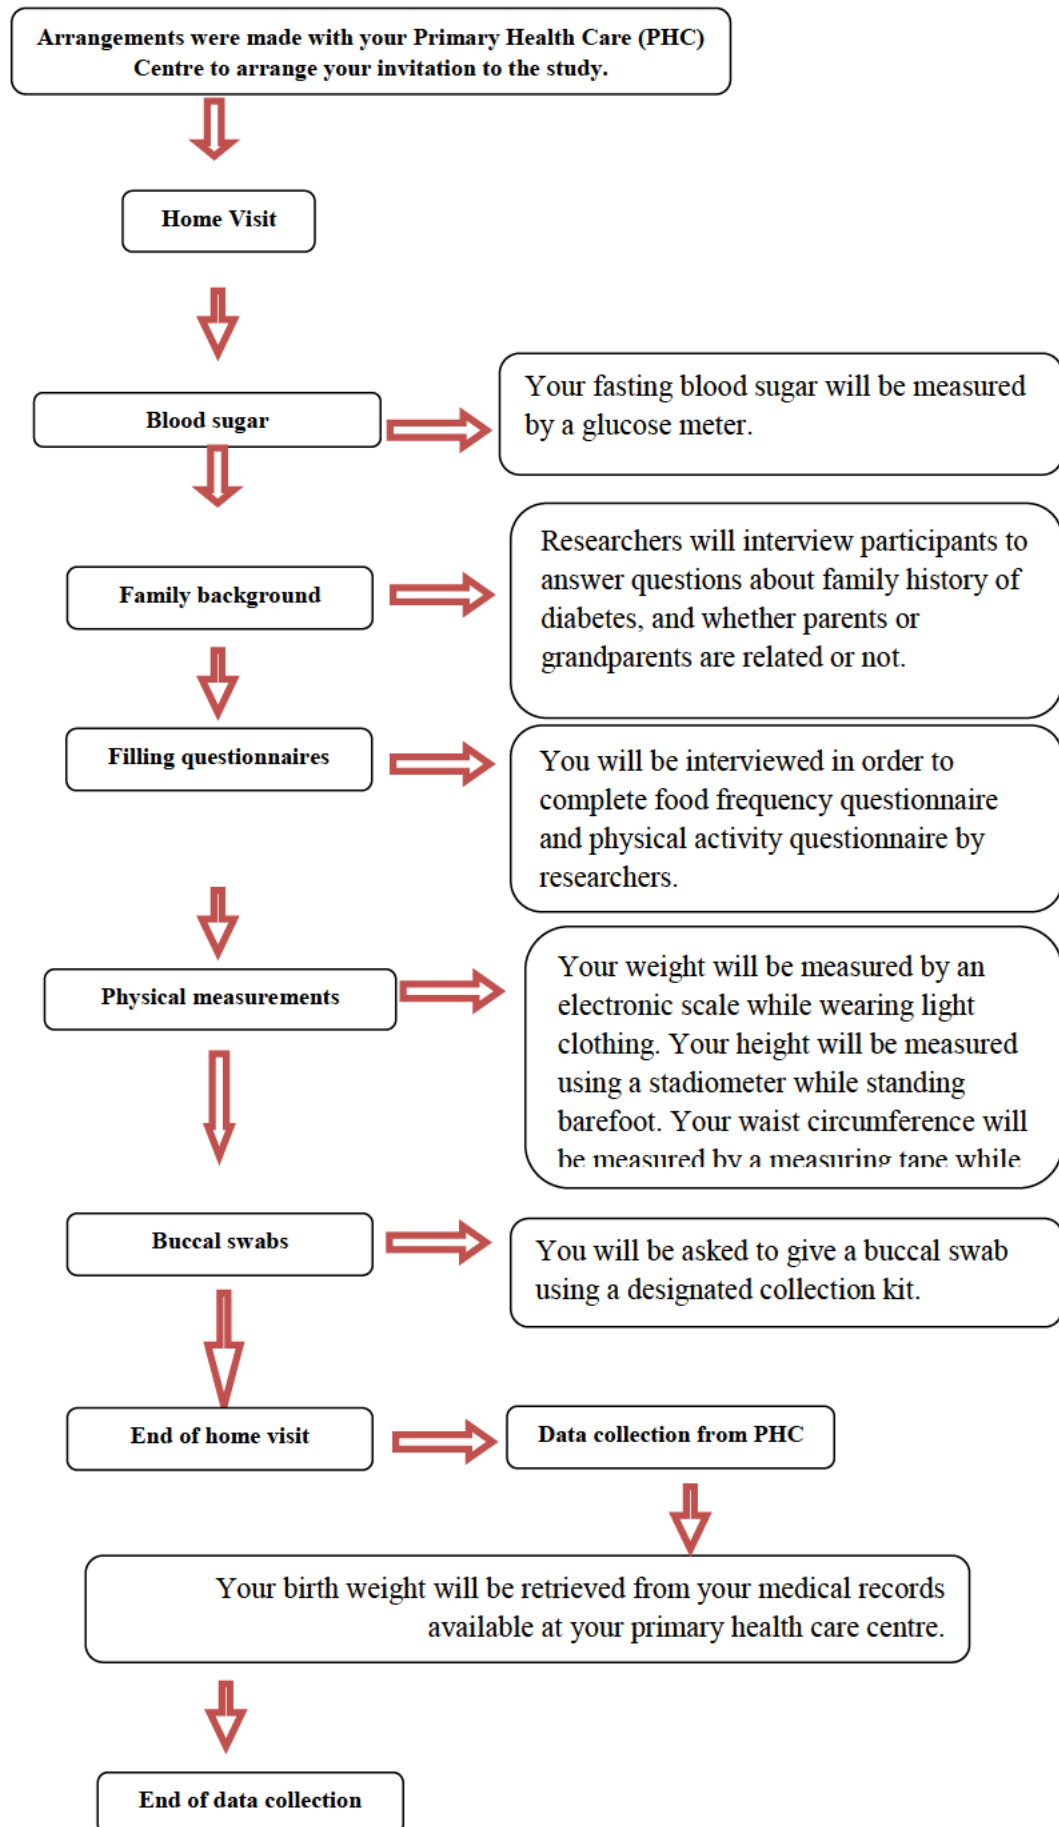 Arrangements were made with your Primary Health Care (PHC)
Centre to arrange your invitation to the study.
Home Visit
Blood sugar
Your fasting blood sugar will be measured
by a glucose meter.
Family background
Researchers will interview participants to
answer questions about family history of
diabetes, and whether parents or
grandparents are related or not.
Filling questionnaires
You will be interviewed in order to
complete food frequency questionnaire
and physical activity questionnaire by
researchers.
Physical measurements
Your weight will be measured by an
electronic scale while wearing light
clothing. Your height will be measured
using a stadiometer while standing
barefoot. Your waist circumference will
be measured by a measuring tape while
Buccal swabs
You will be asked to give a buccal swab
using a designated collection kit.
End of home visit
Data collection from PHC
Your birth weight will be retrieved from your medical records
available at your primary health care centre.
End of data collection